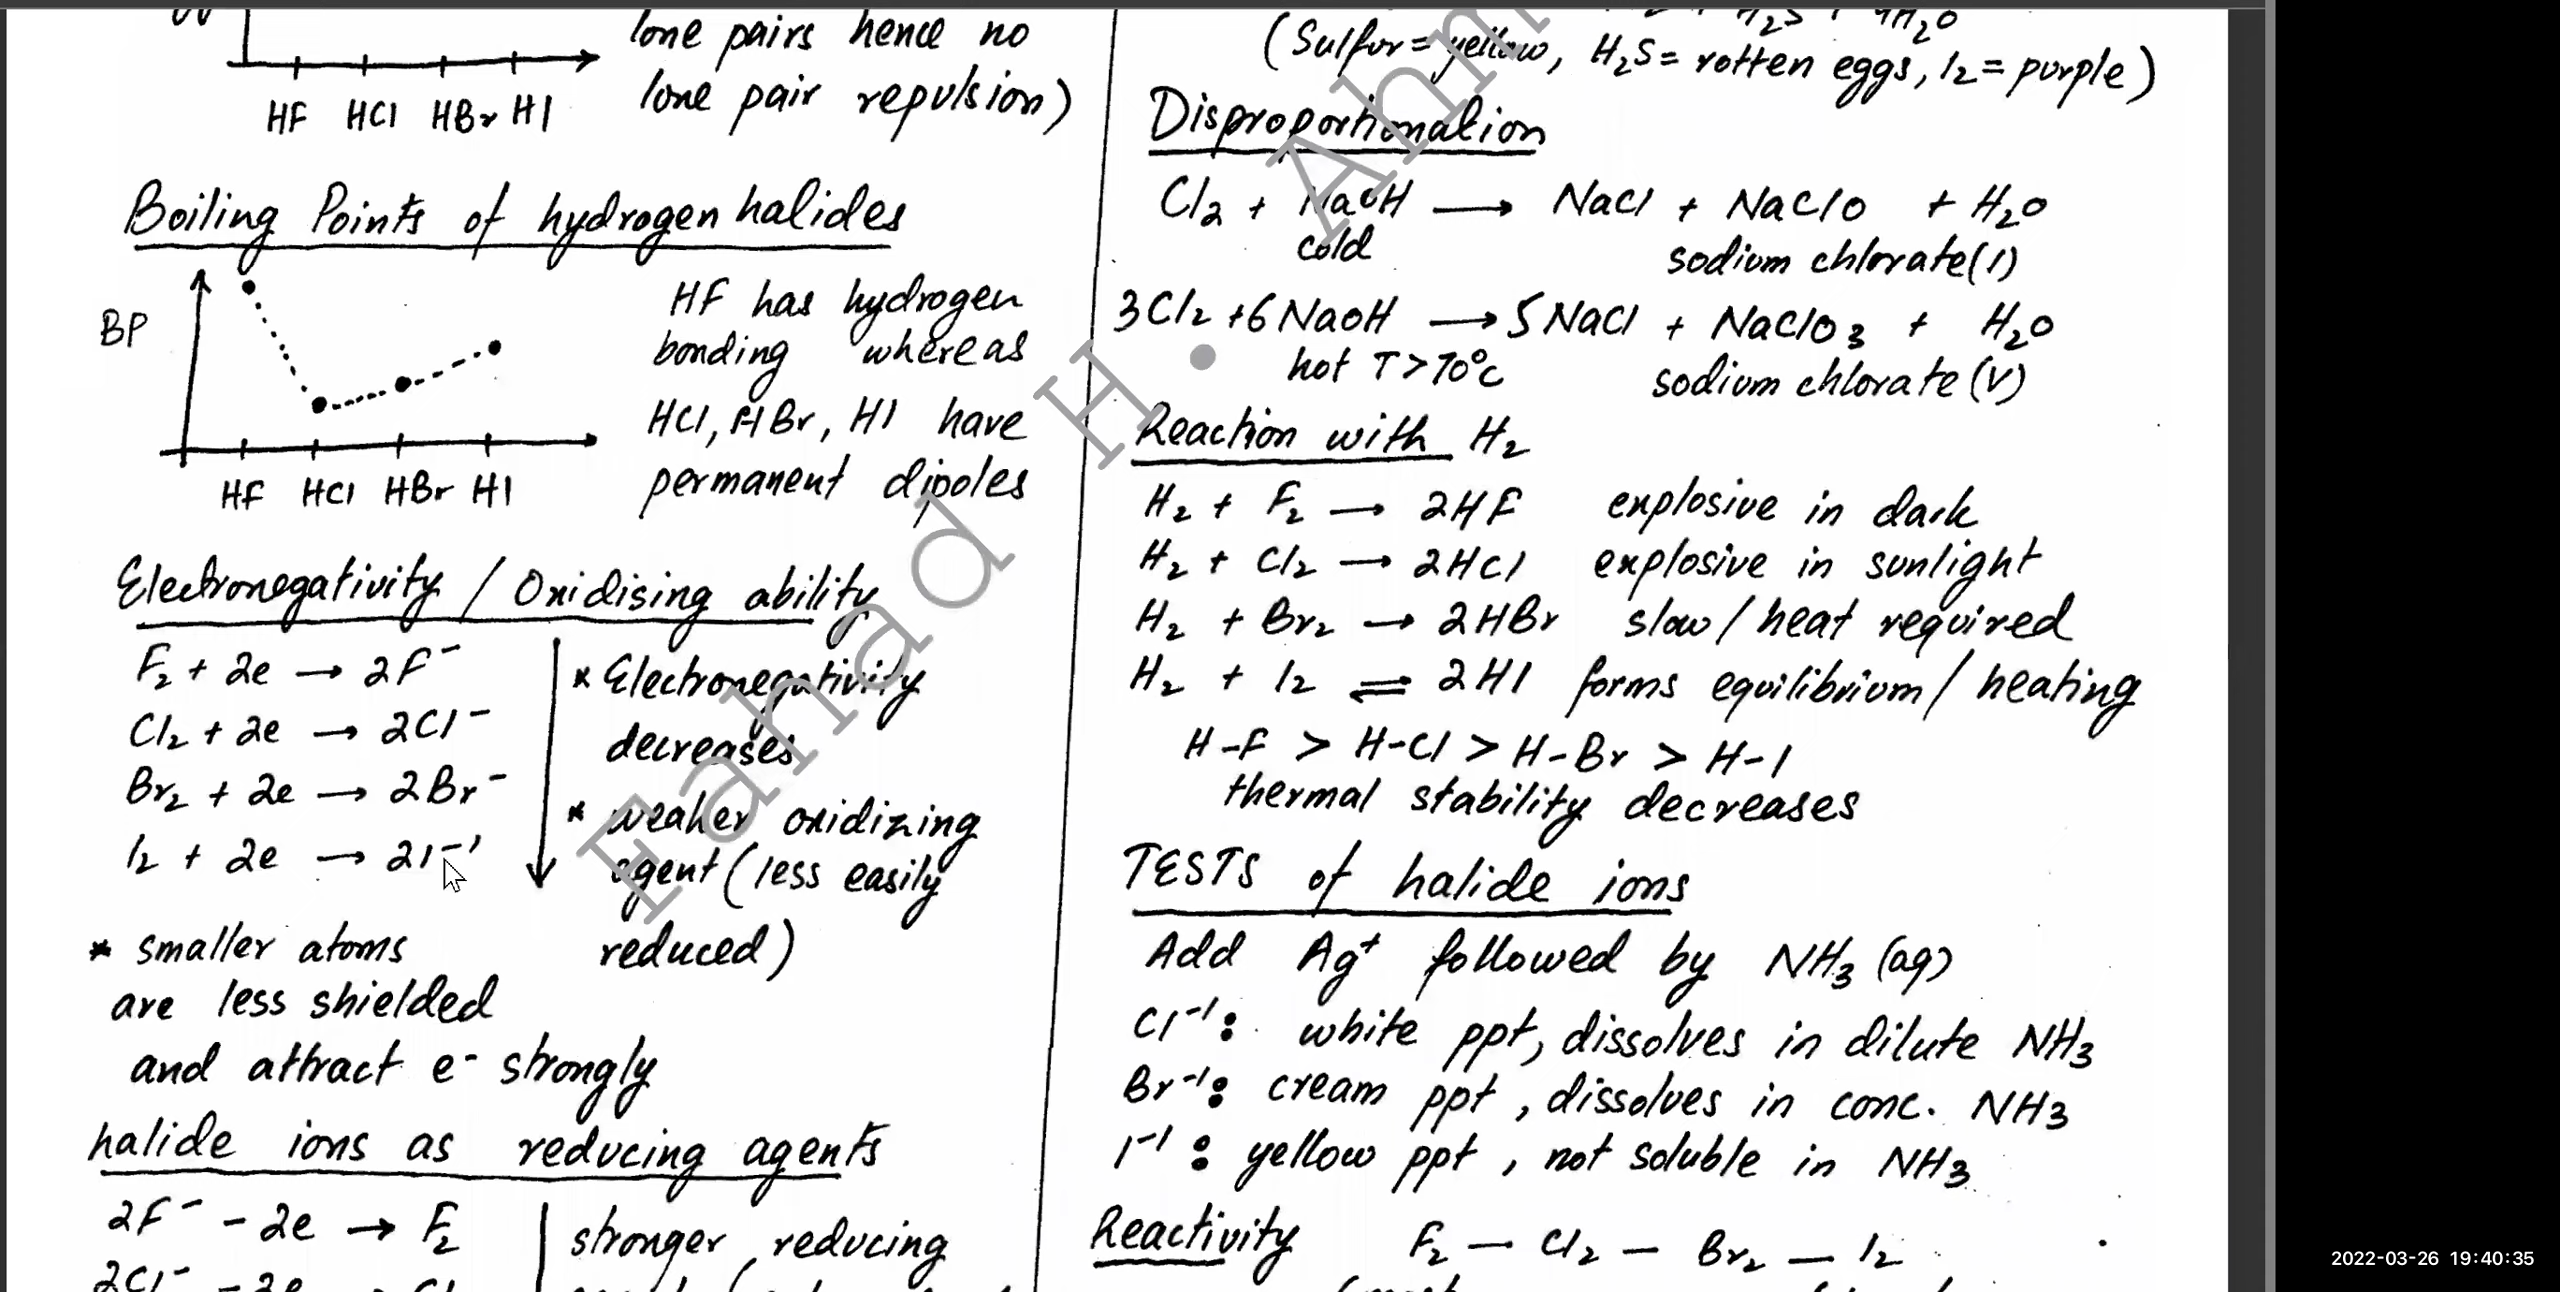 lone pairs hence no
lone pair repulsion)
HF HCl HBr HI
Boiling Points of hydrogen halides
BP
HF HCl HBr HI
HF has hydrogen
bonding whereas
HCl, HBr, HI have
permanent dipoles
Electronegativity / Oxidising ability
F₂ + 2e → 2F⁻
Cl₂ + 2e → 2Cl⁻
Br₂ + 2e → 2Br⁻
I₂ + 2e → 2I⁻¹
* Electronegativity
decreases
* weaker oxidizing
agent (less easily
reduced)
* smaller atoms
are less shielded
and attract e⁻ strongly
halide ions as reducing agents
2F⁻ - 2e → F₂
2Cl⁻ - 2e → Cl
stronger reducing
H₂S + 4H₂O
(Sulfur = yellow, H₂S = rotten eggs, I₂ = purple)
Disproportionation
Cl₂ + NaOH → NaCl + NaClO + H₂O
cold sodium chlorate(I)
3Cl₂ + 6NaOH → 5NaCl + NaClO₃ + H₂O
hot T > 70°C sodium chlorate (V)
Reaction with H₂
H₂ + F₂ → 2HF explosive in dark
H₂ + Cl₂ → 2HCl explosive in sunlight
H₂ + Br₂ → 2HBr slow / heat required
H₂ + I₂ ⇌ 2HI forms equilibrium / heating
H-F > H-Cl > H-Br > H-I
thermal stability decreases
TESTS of halide ions
Add Ag⁺ followed by NH₃ (aq)
Cl⁻¹: white ppt, dissolves in dilute NH₃
Br⁻¹: cream ppt, dissolves in conc. NH₃
I⁻¹: yellow ppt, not soluble in NH₃
Reactivity F₂ — Cl₂ — Br₂ — I₂
Fahad H. Ahm
2022-03-26 19:40:35